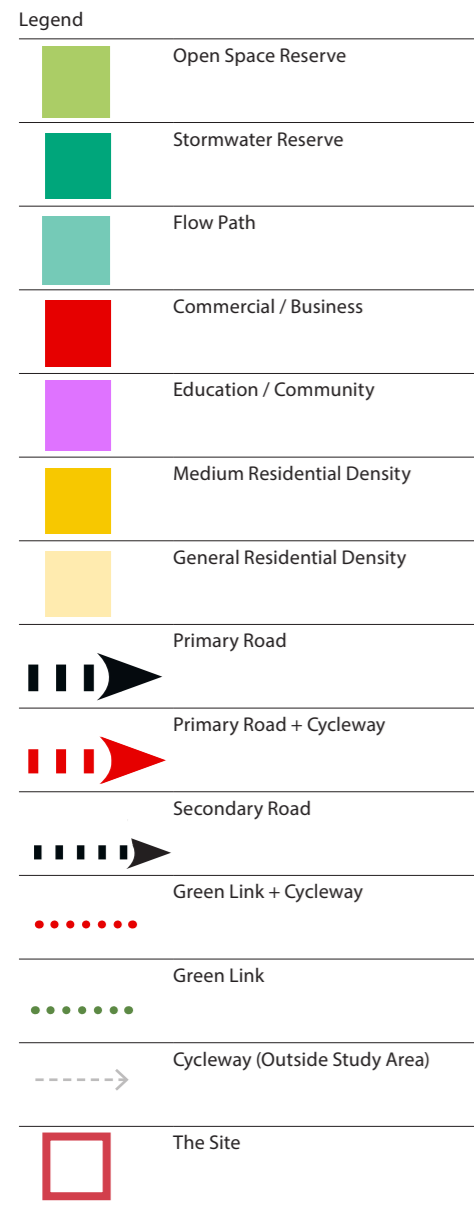 Legend
Open Space Reserve
Stormwater Reserve
Flow Path
Commercial / Business
Education / Community
Medium Residential Density
General Residential Density
Primary Road
Primary Road + Cycleway
Secondary Road
Green Link + Cycleway
Green Link
Cycleway (Outside Study Area)
The Site